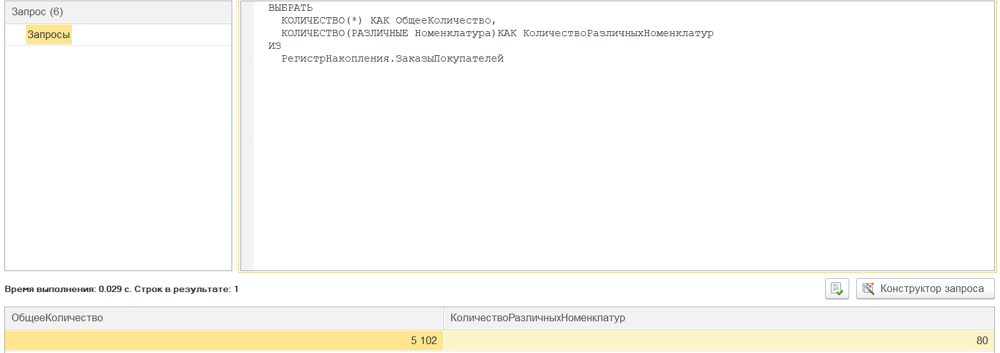 Запрос (6)
Запросы
ВЫБРАТЬ
КОЛИЧЕСТВО(*) КАК ОбщееКоличество,
КОЛИЧЕСТВО(РАЗЛИЧНЫЕ Номенклатура)КАК КоличествоРазличныхНоменклатур
ИЗ
РегистрНакопления.ЗаказыПокупателей
Время выполнения: 0.029 с. Строк в результате: 1
Конструктор запроса
ОбщееКоличество КоличествоРазличныхНоменклатур
5 102 80